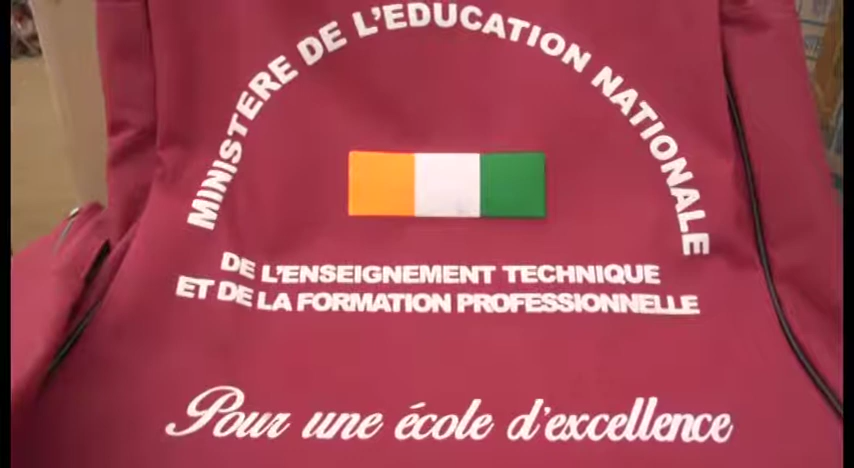 MINISTERE DE L'EDUCATION NATIONALE
DE L'ENSEIGNEMENT TECHNIQUE
ET DE LA FORMATION PROFESSIONNELLE
Pour une école d'excellence